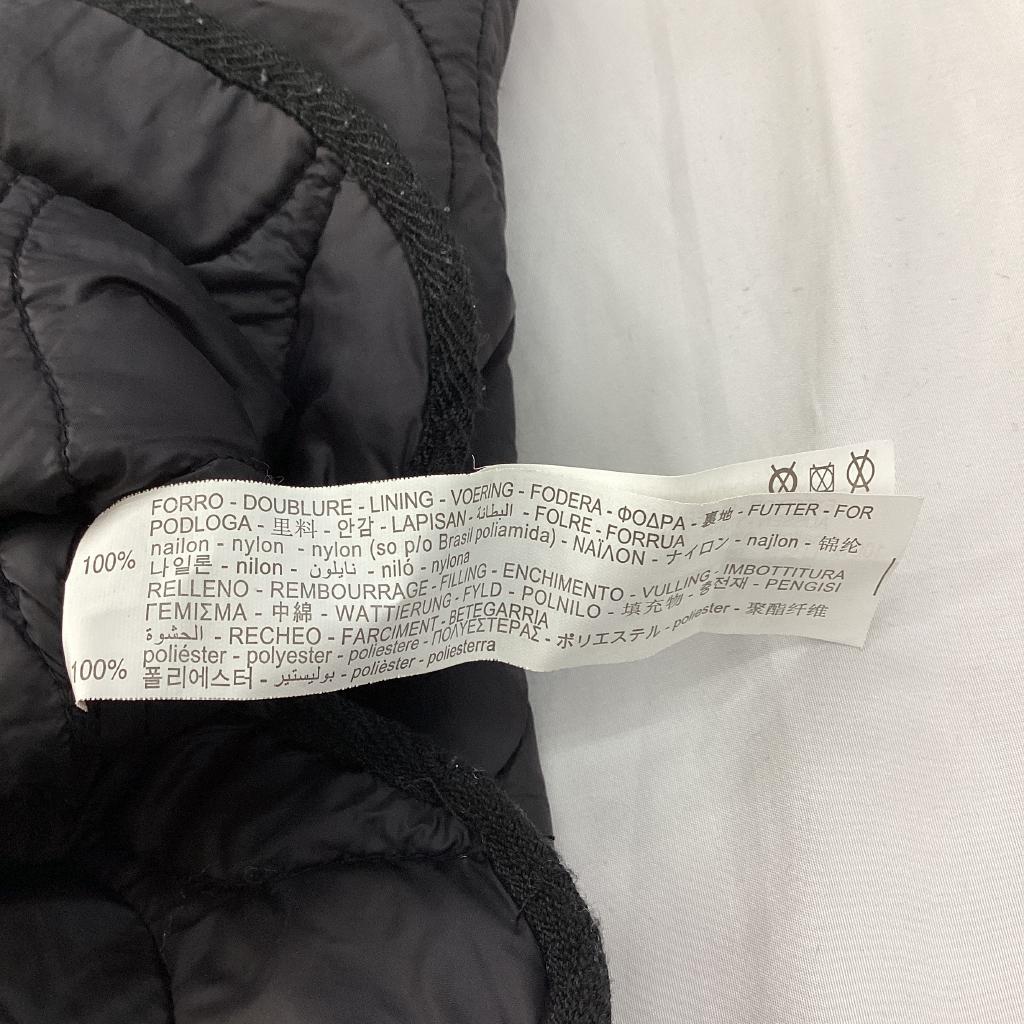 FORRO - DOUBLURE - LINING - VOERING - FODERA - ΦΟΔΡΑ - 裏地 - FUTTER - FOR
PODLOGA - 里料 - 안감 - LAPISAN - البطانة - FOLRE - FORRUA
100% nailon - nylon - nylon (so p/o Brasil poliamida) - ΝΑΪΛΟΝ - ナイロン - najlon - 锦纶
나일론 - nilon - نايلون - niló - nylona
RELLENO - REMBOURRAGE - FILLING - ENCHIMENTO - VULLING - IMBOTTITURA
ΓΕΜΙΣΜΑ - 中綿 - WATTIERUNG - FYLD - POLNILO - 填充物 - 충전재 - PENGISI
الحشوة - RECHEO - FARCIMENT - BETEGARRIA
100% poliéster - polyester - poliestere - ΠΟΛΥΕΣΤΕΡΑΣ - ポリエステル - poliester - 聚酯纤维
폴리에스터 - بوليستير - polièster - poliesterra